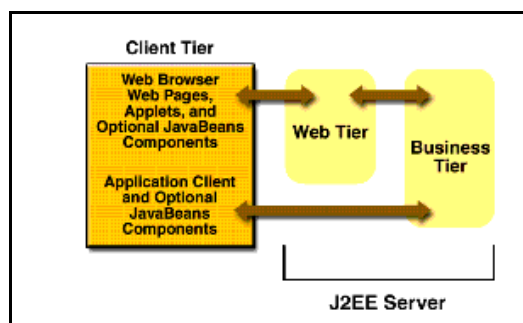 Client Tier
Web Browser
Web Pages,
Applets, and
Optional JavaBeans
Components
Application Client
and Optional
JavaBeans
Components
Web Tier
Business
Tier
J2EE Server